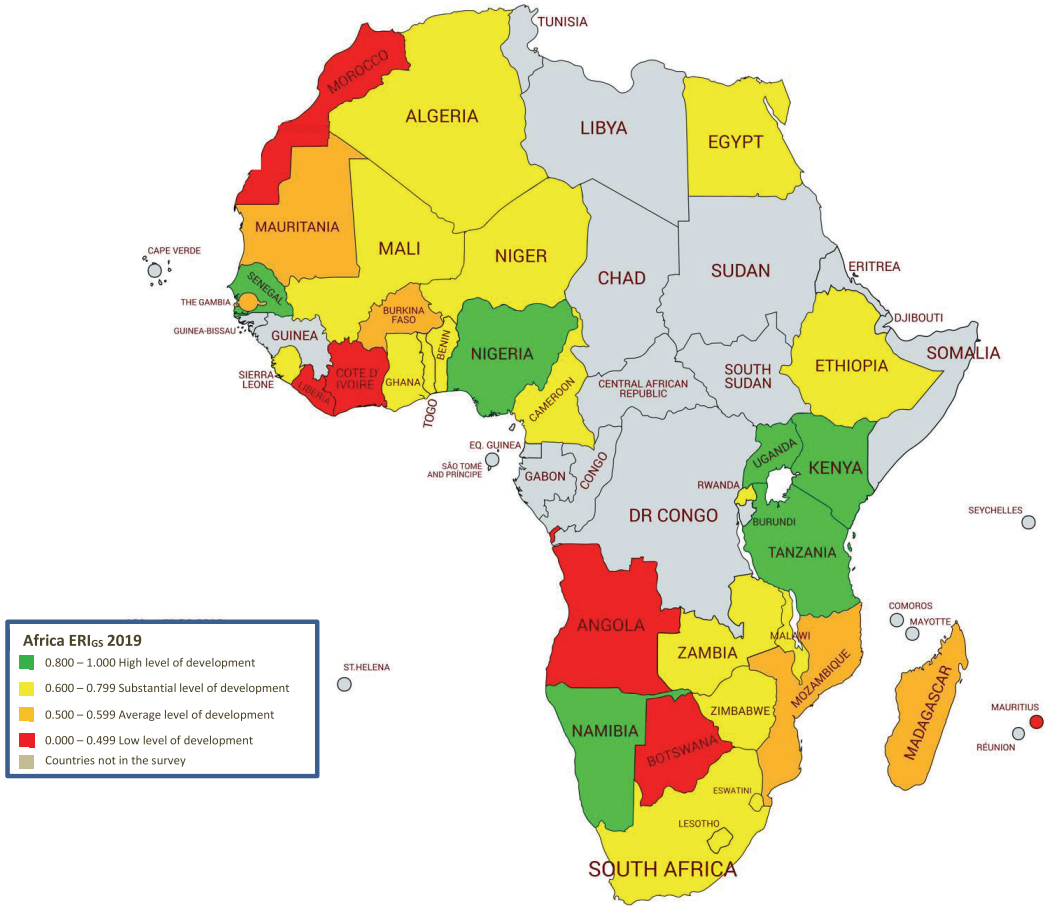 TUNISIA
MOROCCO
ALGERIA
LIBYA
EGYPT
MAURITANIA
MALI
NIGER
CAPE VERDE
CHAD
SUDAN
ERITREA
SENEGAL
THE GAMBIA
BURKINA
FASO
DJIBOUTI
GUINEA-BISSAU
GUINEA
BENIN
NIGERIA
SOMALIA
ETHIOPIA
SIERRA
LEONE
COTE D'
IVOIRE
GHANA
LIBERIA
SOUTH
SUDAN
CENTRAL AFRICAN
REPUBLIC
CAMEROON
TOGO
EQ. GUINEA
SÃO TOMÉ
AND PRÍNCIPE
GABON
CONGO
UGANDA
KENYA
RWANDA
DR CONGO
BURUNDI
SEYCHELLES
TANZANIA
COMOROS
MAYOTTE
ANGOLA
MALAWI
ZAMBIA
MOZAMBIQUE
ST.HELENA
MADAGASCAR
ZIMBABWE
MAURITIUS
NAMIBIA
RÉUNION
BOTSWANA
ESWATINI
LESOTHO
SOUTH AFRICA
Africa ERIGS 2019
0.800 – 1.000 High level of development
0.600 – 0.799 Substantial level of development
0.500 – 0.599 Average level of development
0.000 – 0.499 Low level of development
Countries not in the survey